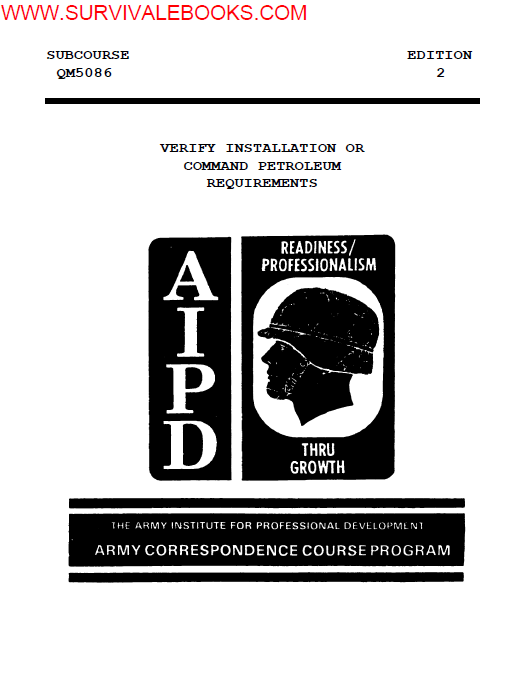 WWW.SURVIVALEBOOKS.COM
SUBCOURSE EDITION
QM5086 2
VERIFY INSTALLATION OR
COMMAND PETROLEUM
REQUIREMENTS
AIPD
READINESS/
PROFESSIONALISM
THRU
GROWTH
THE ARMY INSTITUTE FOR PROFESSIONAL DEVELOPMENT
ARMY CORRESPONDENCE COURSE PROGRAM